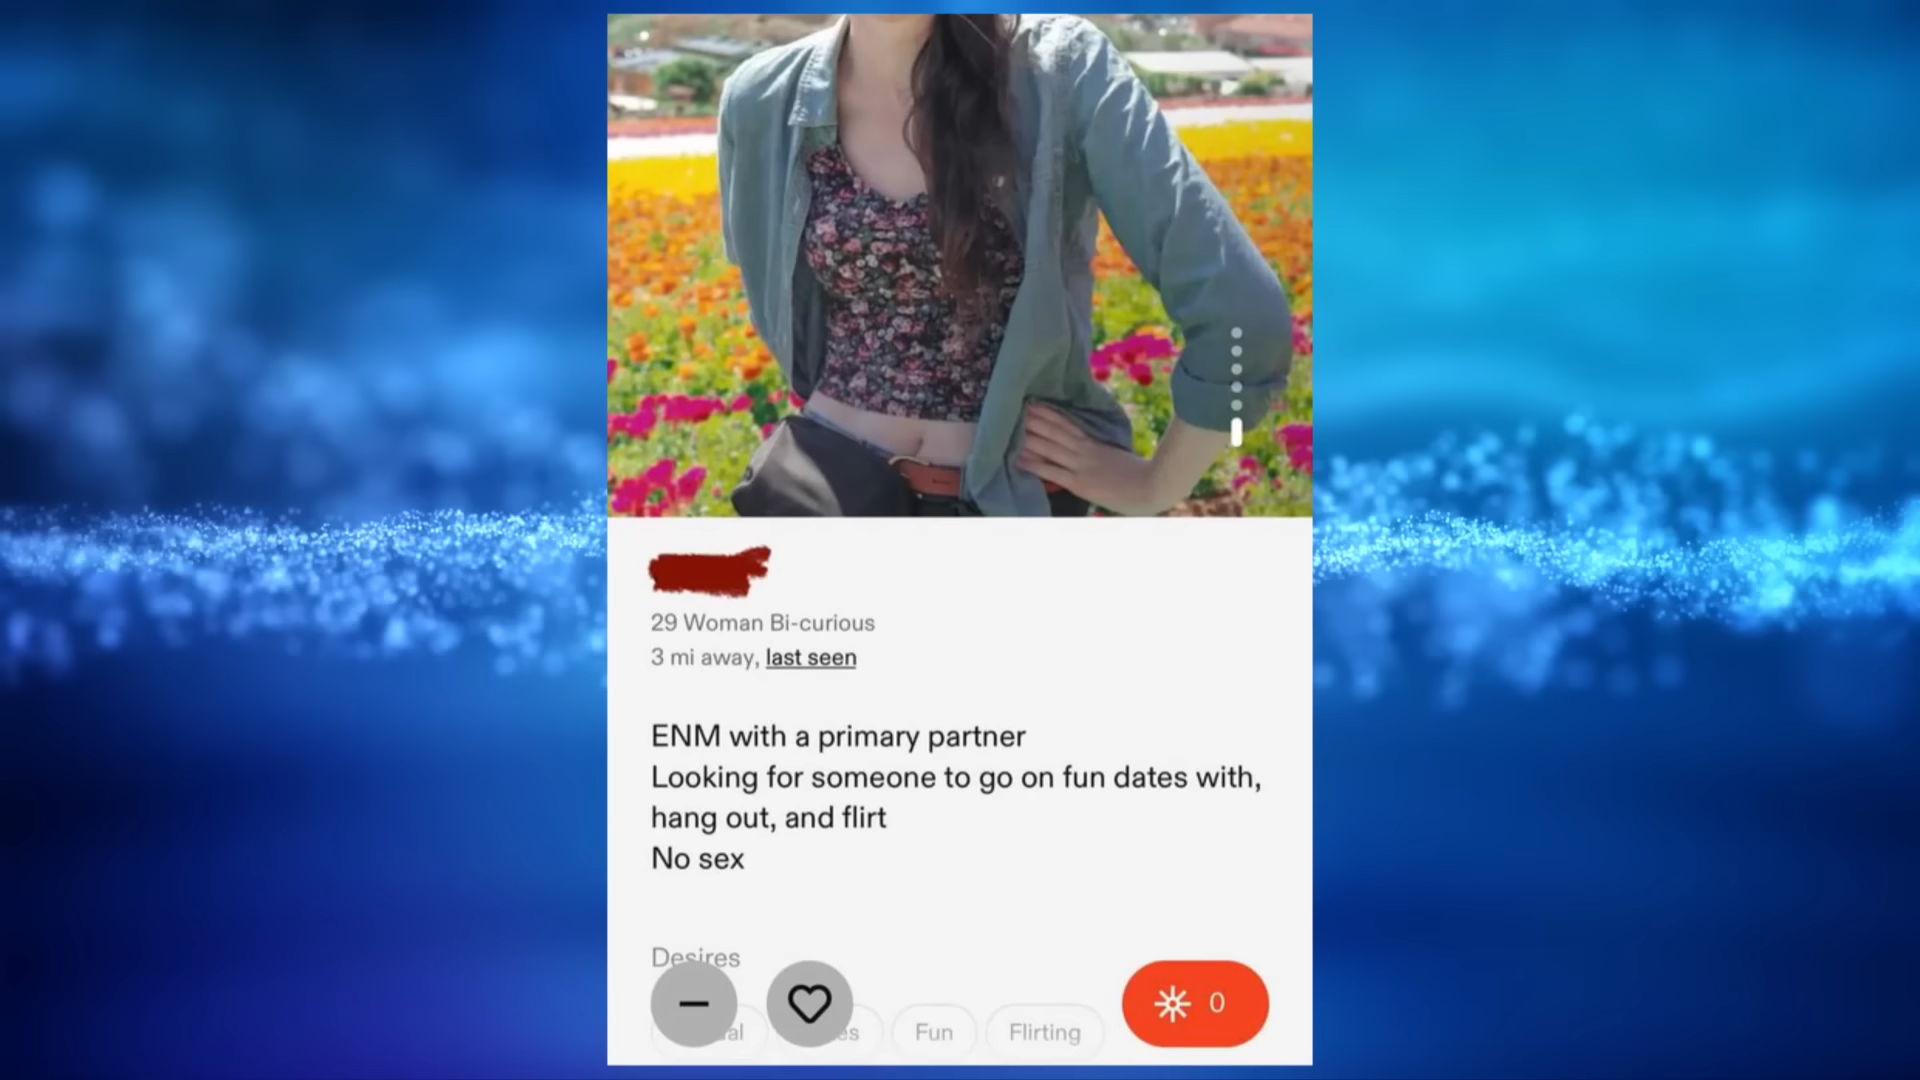 29 Woman Bi-curious
3 mi away, last seen
ENM with a primary partner
Looking for someone to go on fun dates with,
hang out, and flirt
No sex
Desires
Fun Flirting
0